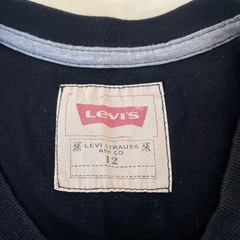 Levi's
LEVI STRAUSS
AND CO.
12